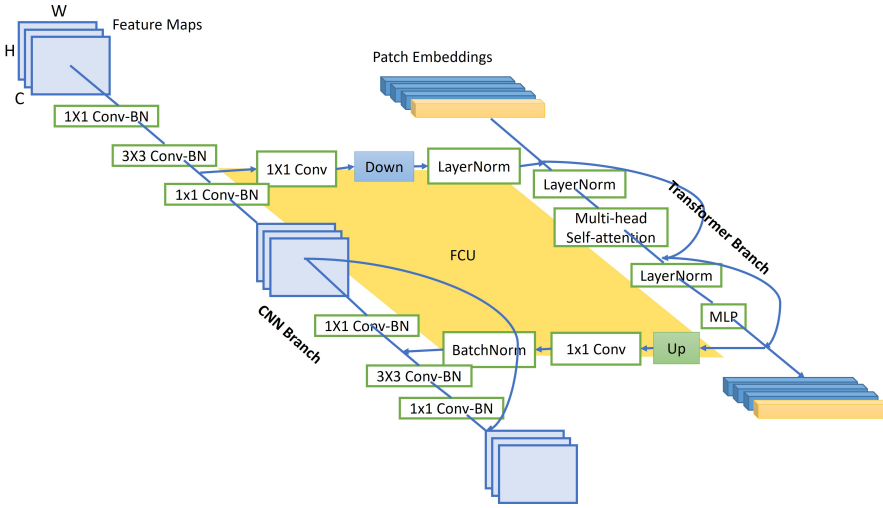 W
Feature Maps
H
C
Patch Embeddings
1X1 Conv-BN
3X3 Conv-BN
1X1 Conv
Down
LayerNorm
1x1 Conv-BN
LayerNorm
Multi-head
Self-attention
Transformer Branch
FCU
LayerNorm
CNN Branch
1X1 Conv-BN
MLP
BatchNorm
1x1 Conv
Up
3X3 Conv-BN
1x1 Conv-BN